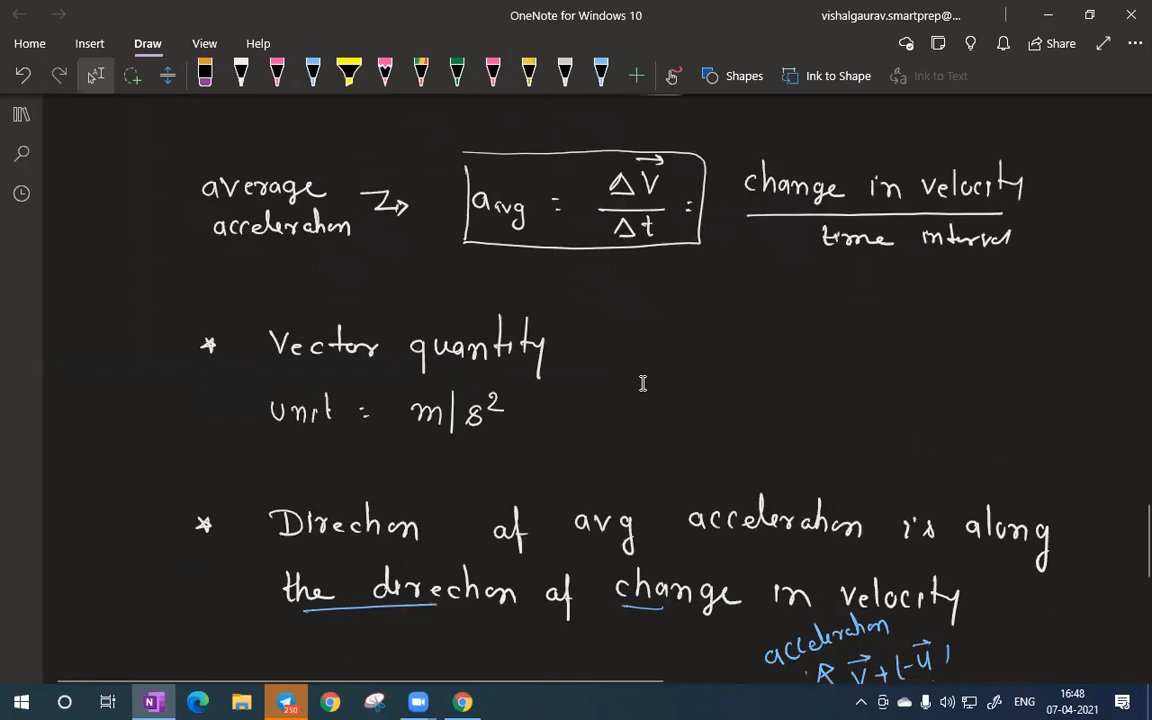 OneNote for Windows 10
vishalgaurav.smartprep@...
Home Insert Draw View Help
Share
Shapes Ink to Shape Ink to Text
average acceleration
a avg = ΔV⃗ / Δt = change in velocity / time interval
* Vector quantity
unit = m/s²
* Direction of avg acceleration is along
the direction of change in velocity
acceleration
V⃗ + (-u⃗)
250
ENG
16:48
07-04-2021